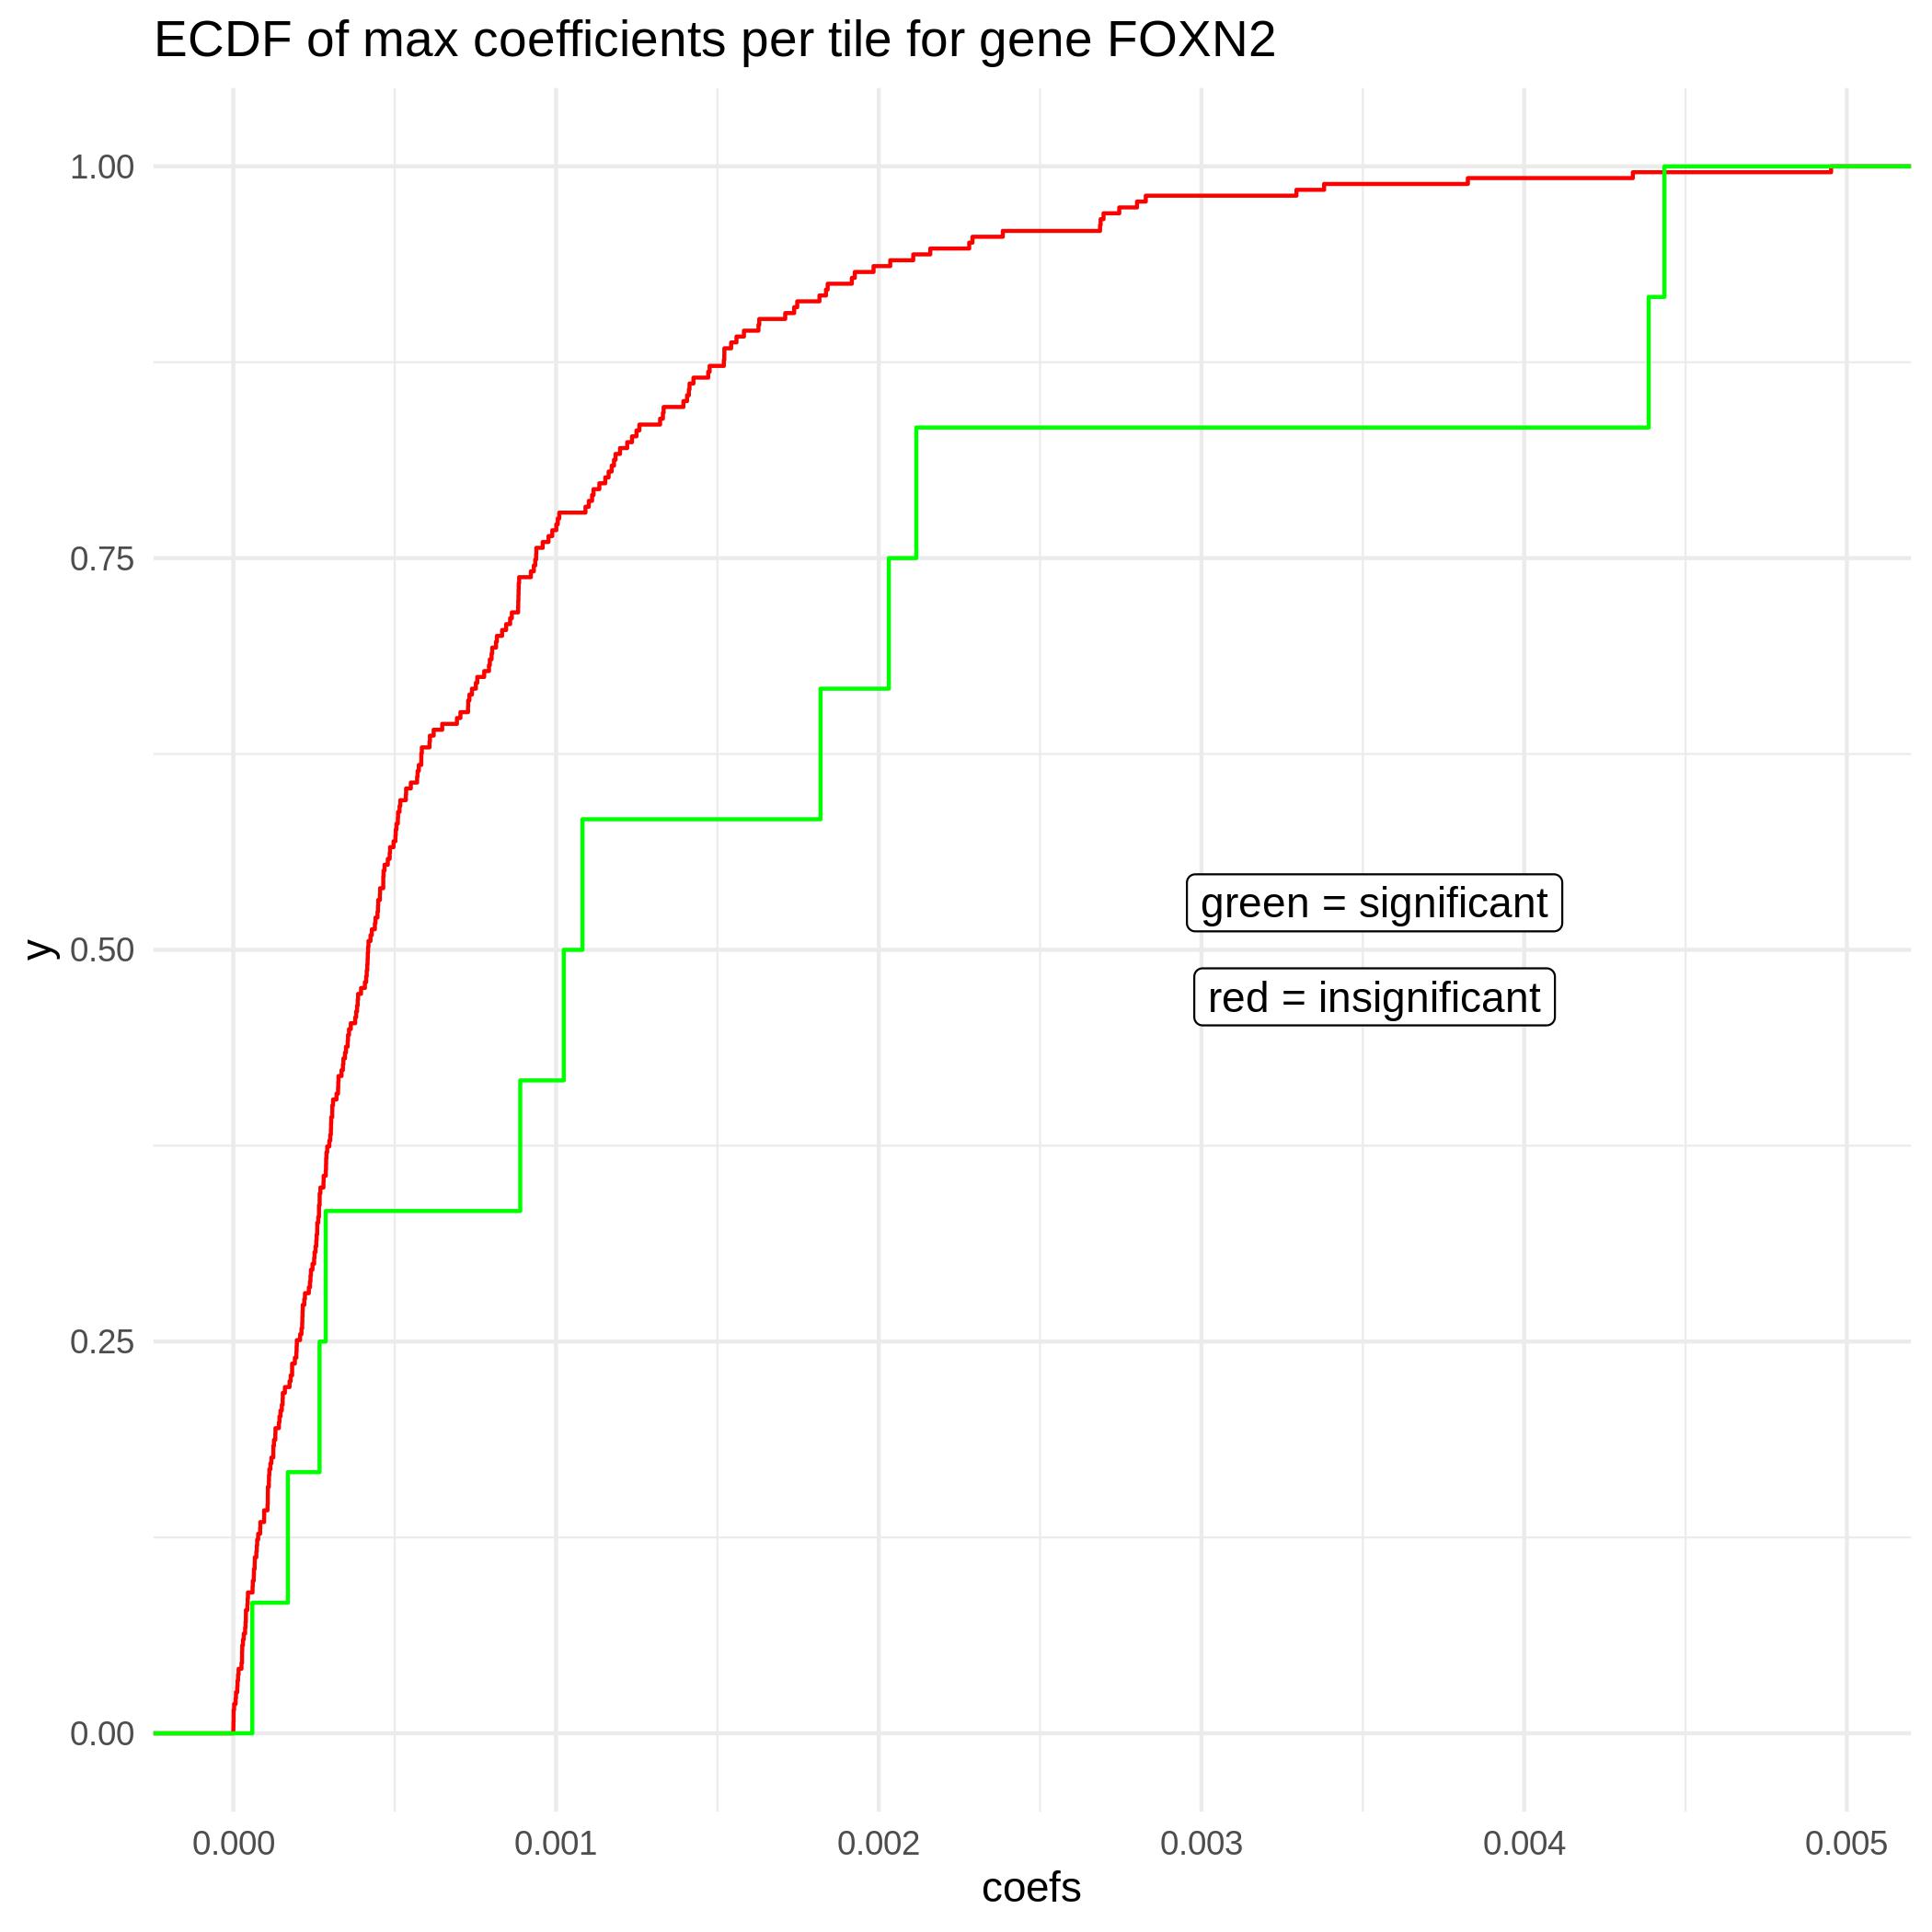 ECDF of max coefficients per tile for gene FOXN2
y
1.00
0.75
0.50
0.25
0.00
green = significant
red = insignificant
0.000 0.001 0.002 0.003 0.004 0.005
coefs